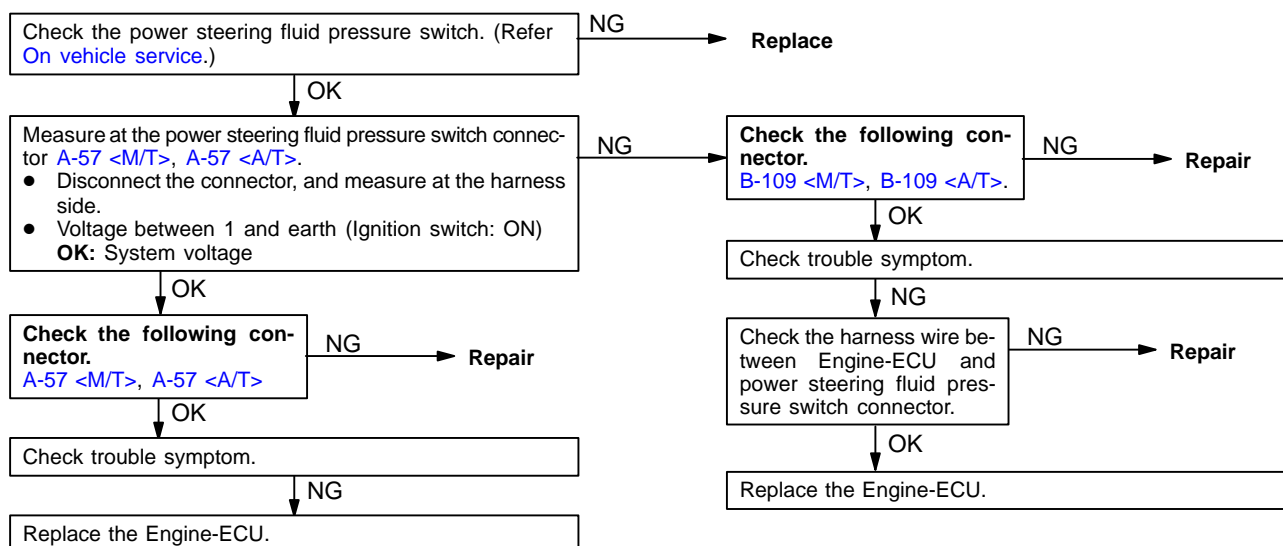 Check the power steering fluid pressure switch. (Refer
On vehicle service.)
NG
Replace
OK
Measure at the power steering fluid pressure switch connec-
tor A-57 <M/T>, A-57 <A/T>.
● Disconnect the connector, and measure at the harness
side.
● Voltage between 1 and earth (Ignition switch: ON)
OK: System voltage
NG
Check the following con-
nector.
B-109 <M/T>, B-109 <A/T>.
NG
Repair
OK
Check trouble symptom.
NG
Check the harness wire be-
tween Engine-ECU and
power steering fluid pres-
sure switch connector.
NG
Repair
OK
Replace the Engine-ECU.
OK
Check the following con-
nector.
A-57 <M/T>, A-57 <A/T>
NG
Repair
OK
Check trouble symptom.
NG
Replace the Engine-ECU.